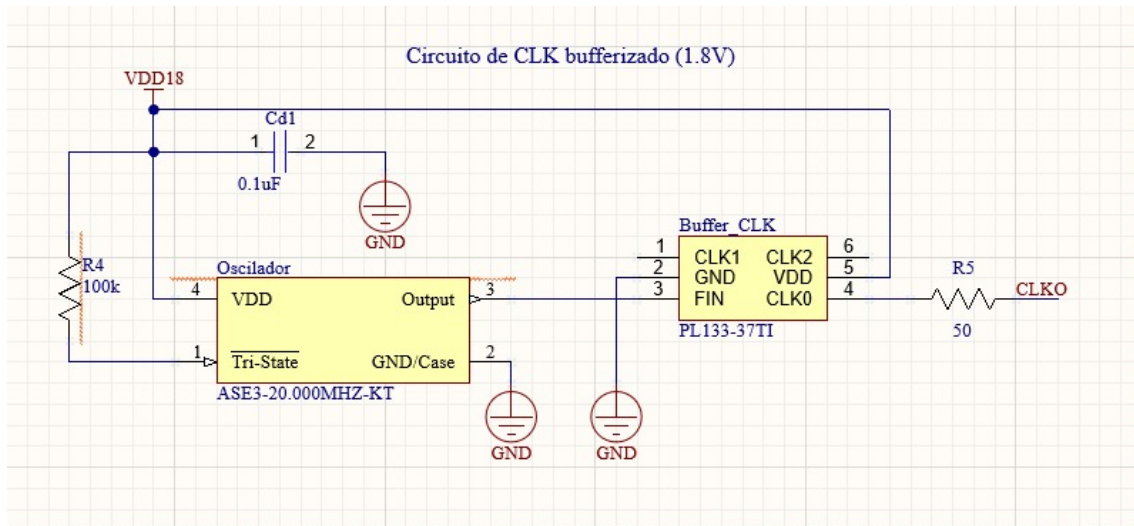 Circuito de CLK bufferizado (1.8V)
VDD18
Cd1
1 2
0.1uF
GND
R4
100k
Oscilador
4 VDD Output 3
1 Tri-State GND/Case 2
ASE3-20.000MHZ-KT
GND
Buffer_CLK
1 CLK1 CLK2 6
2 GND VDD 5
3 FIN CLK0 4
PL133-37TI
GND
R5
50
CLKO